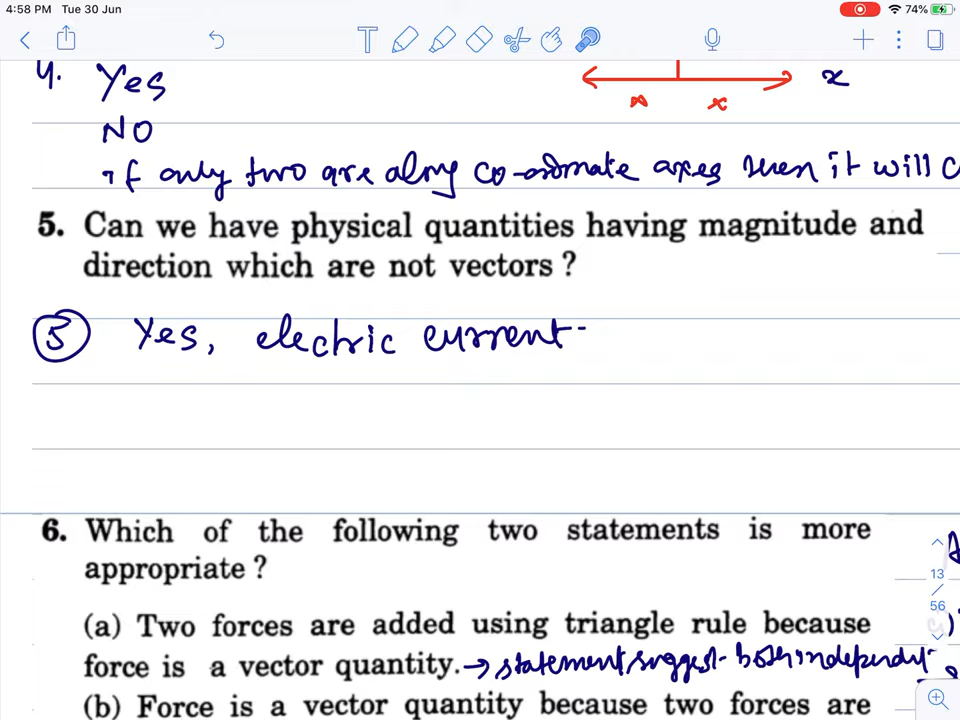 4:58 PM Tue 30 Jun
74%
T
4. Yes
x
NO
if only two are along co-ordinate axes then it will c
5. Can we have physical quantities having magnitude and
direction which are not vectors ?
5 Yes, electric current
6. Which of the following two statements is more
appropriate ?
13
/
56
(a) Two forces are added using triangle rule because
force is a vector quantity. → statement suggest both independ
(b) Force is a vector quantity because two forces are